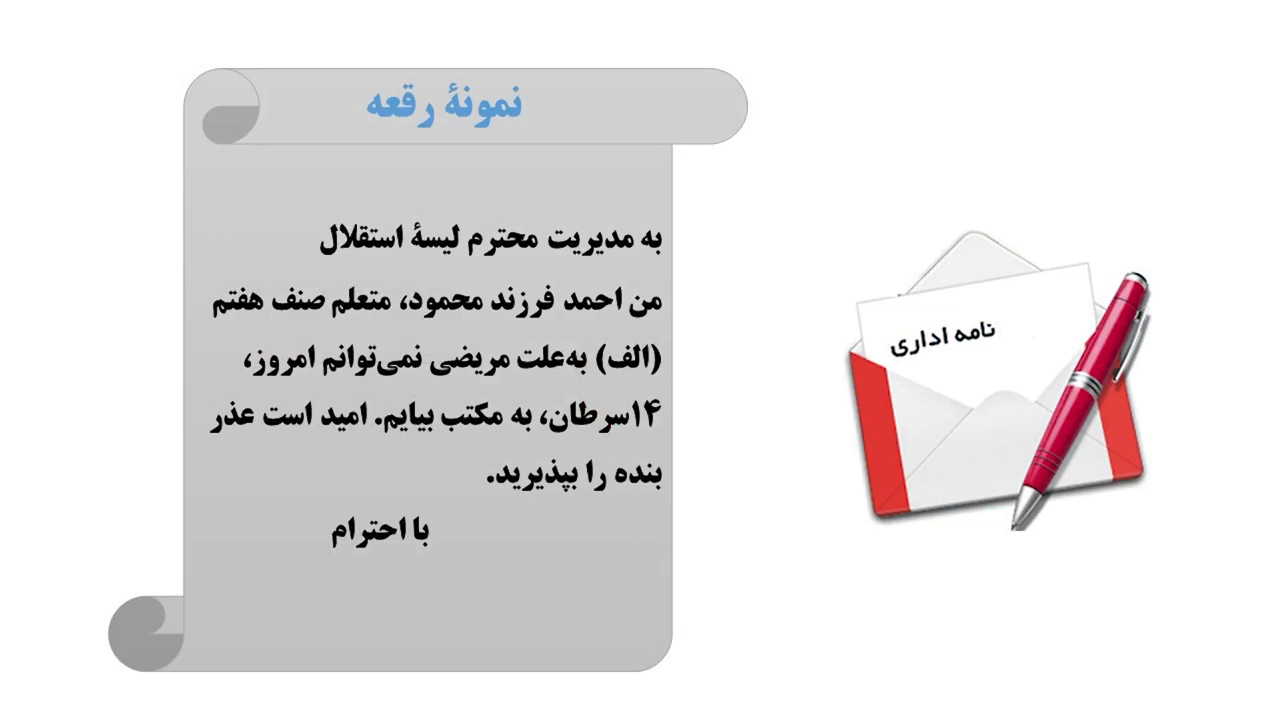 نمونهٔ رقعه
به مدیریت محترم لیسهٔ استقلال
من احمد فرزند محمود، متعلم صنف هفتم
(الف) به‌علت مریضی نمی‌توانم امروز،
۱۴سرطان، به مکتب بیایم. امید است عذر
بنده را بپذیرید.
با احترام
نامه اداری